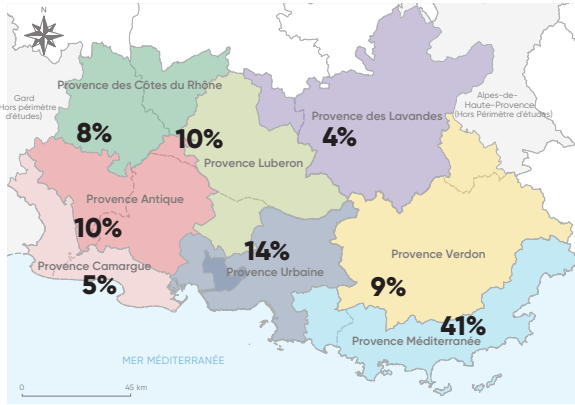 N
Provence des Côtes du Rhône
8%
Gard
(Hors périmètre
d'études)
Provence des Lavandes
4%
Alpes-de-
Haute-Provence
(Hors Périmètre d'études)
10%
Provence Luberon
Provence Antique
10%
Provence Camargue
5%
14%
Provence Urbaine
Provence Verdon
9%
41%
Provence Méditerranée
MER MÉDITERRANÉE
0
45 km